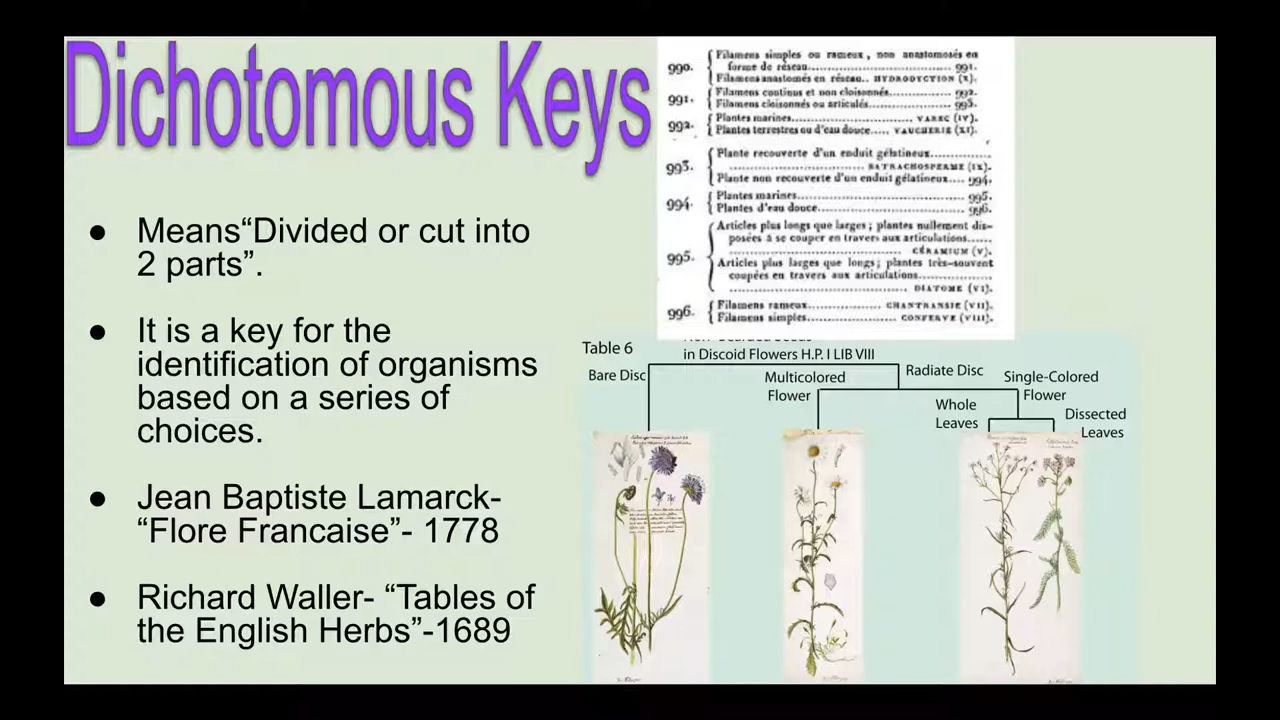 Dichotomous Keys
● Means“Divided or cut into
2 parts”.
● It is a key for the
identification of organisms
based on a series of
choices.
● Jean Baptiste Lamarck-
“Flore Francaise”- 1778
● Richard Waller- “Tables of
the English Herbs”-1689
990. { Filamens simples ou rameux, non anastomosés en
forme de réseau.................... 991.
Filamens anastomés en réseau.. HYDRODYCTION (X).
991. { Filamens continus et non cloisonnés.......... 992.
Filamens cloisonnés ou articulés............. 993.
992. { Plantes marines.................... VAREC (IV).
Plantes terrestres ou d'eau douce..... VAUCHERIE (XI).
993. { Plante recouverte d'un enduit gélatineux..............
.................... BATRACHOSPERME (IX).
Plante non recouverte d'un enduit gélatineux.... 994.
994. { Plantes marines............................ 995.
Plantes d'eau douce......................... 996.
995. { Articles plus longs que larges; plantes nullement dis-
posées à se couper en travers aux articulations......
.............................. CÉRAMIUM (V).
Articles plus larges que longs; plantes très-souvent
coupées en travers aux articulations..............
.............................. DIATOME (VI).
996. { Filamens rameux............ CHANTRANSIE (VII).
Filamens simples............... CONFERVE (VIII).
Table 6
in Discoid Flowers H.P. I LIB VIII
Bare Disc
Radiate Disc
Multicolored
Flower
Single-Colored
Flower
Whole
Leaves
Dissected
Leaves